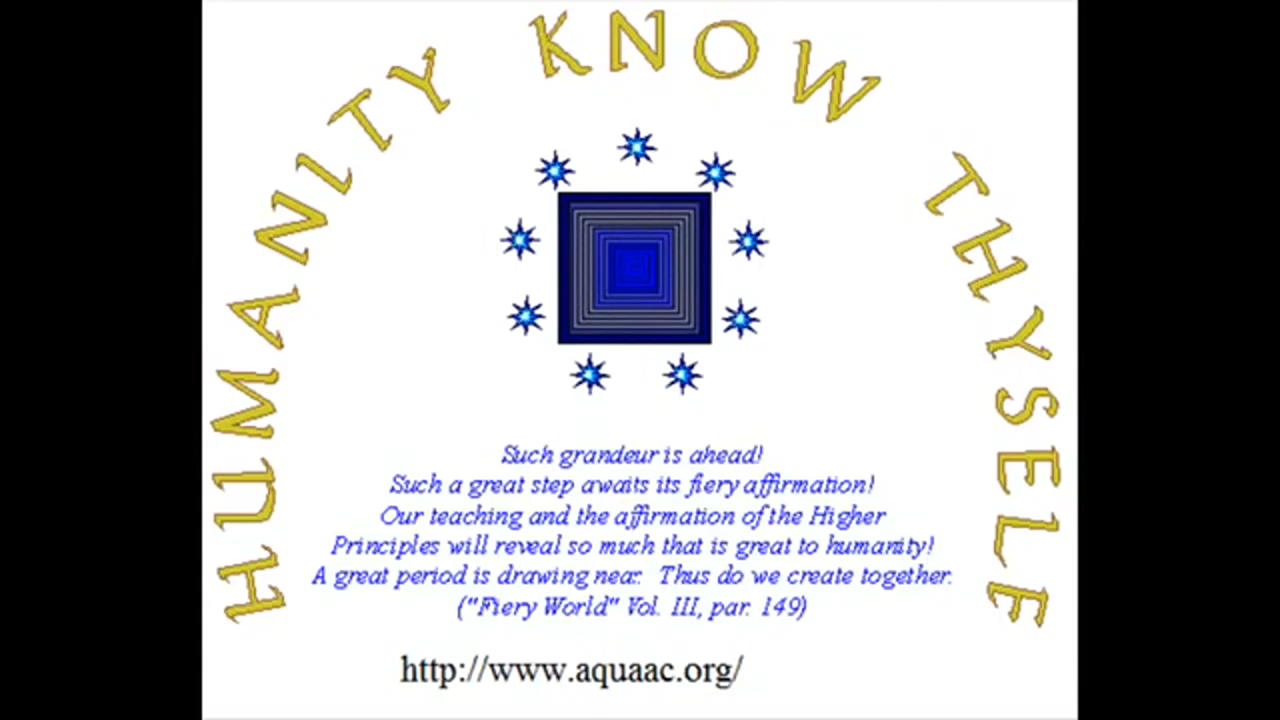 HUMANITY KNOW THYSELF
Such grandeur is ahead!
Such a great step awaits its fiery affirmation!
Our teaching and the affirmation of the Higher
Principles will reveal so much that is great to humanity!
A great period is drawing near. Thus do we create together.
("Fiery World" Vol. III, par. 149)
http://www.aquaac.org/